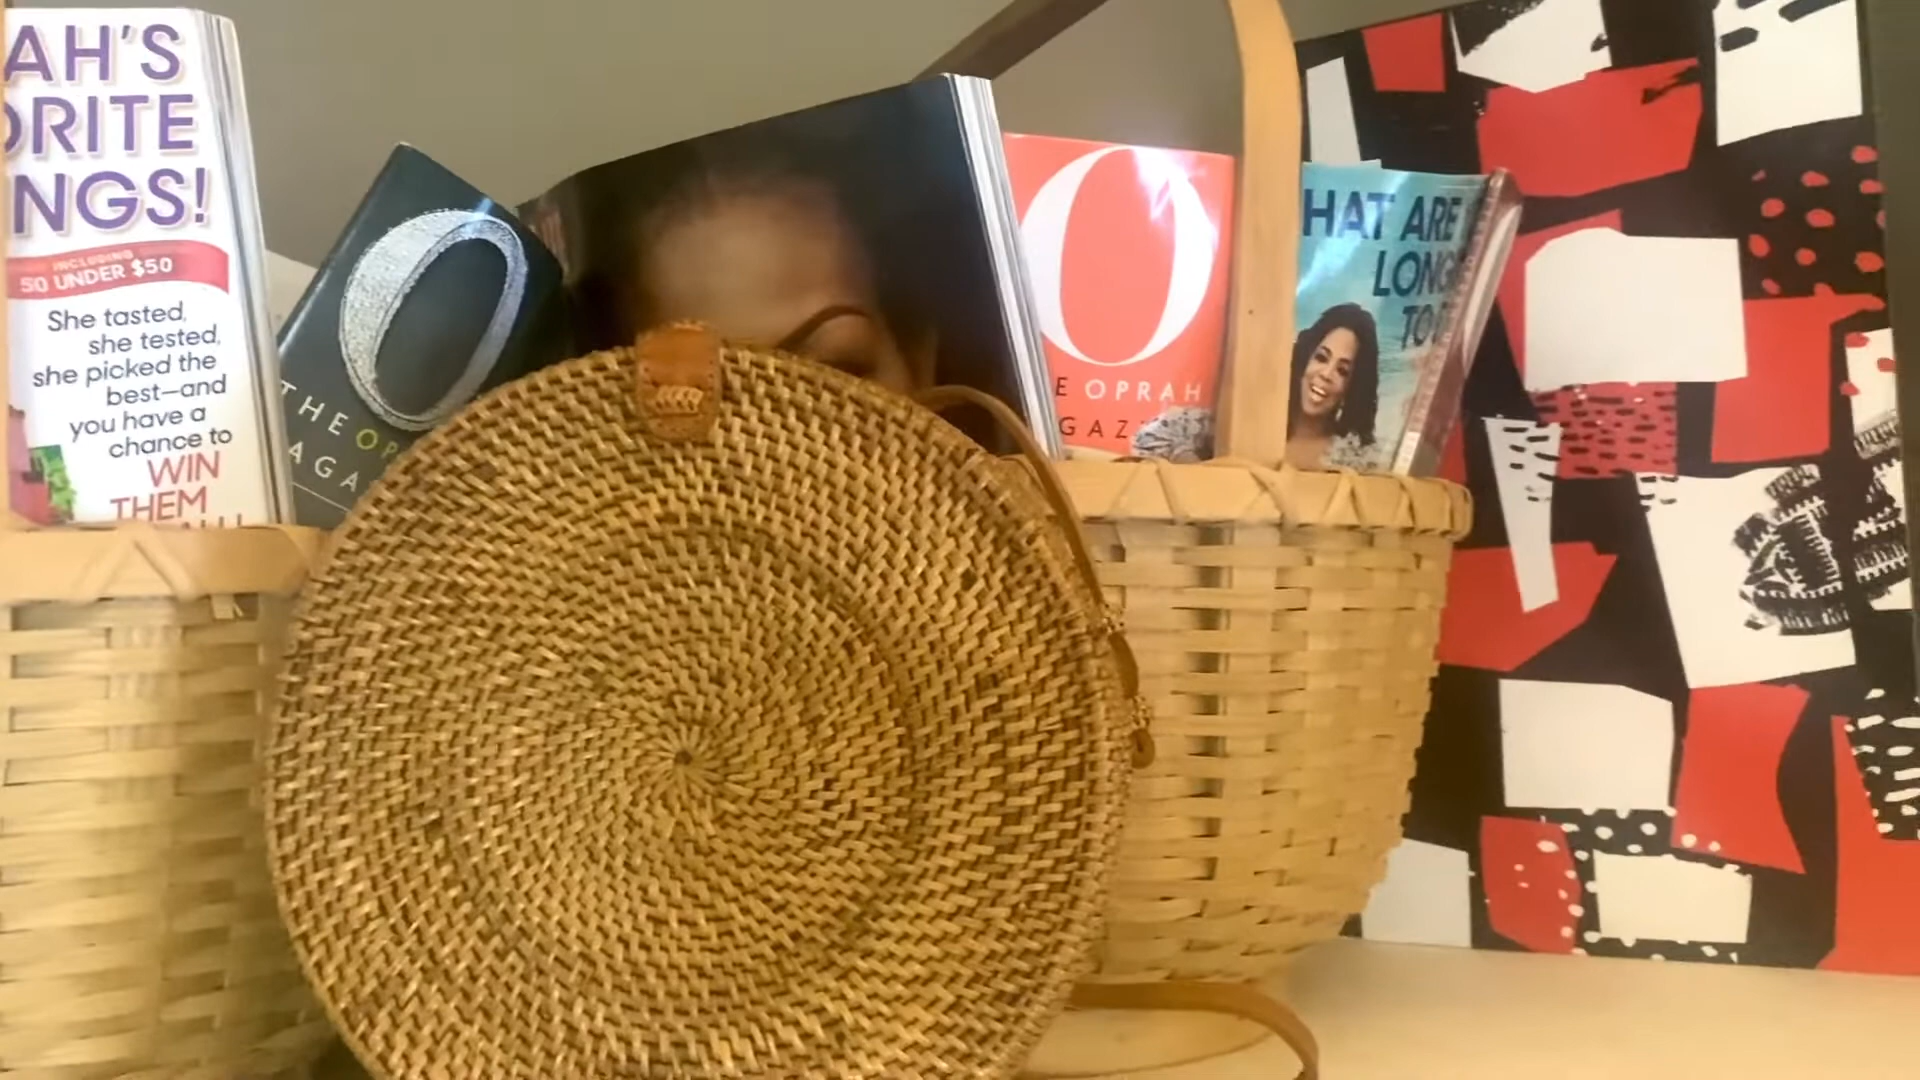 AH'S
ORITE
NGS!
INCLUDING
50 UNDER $50
She tasted,
she tested,
she picked the
best—and
you have a
chance to
WIN
THEM
O
THE OP
AGA
O
E OPRAH
GAZ
HAT ARE
LONG
TO